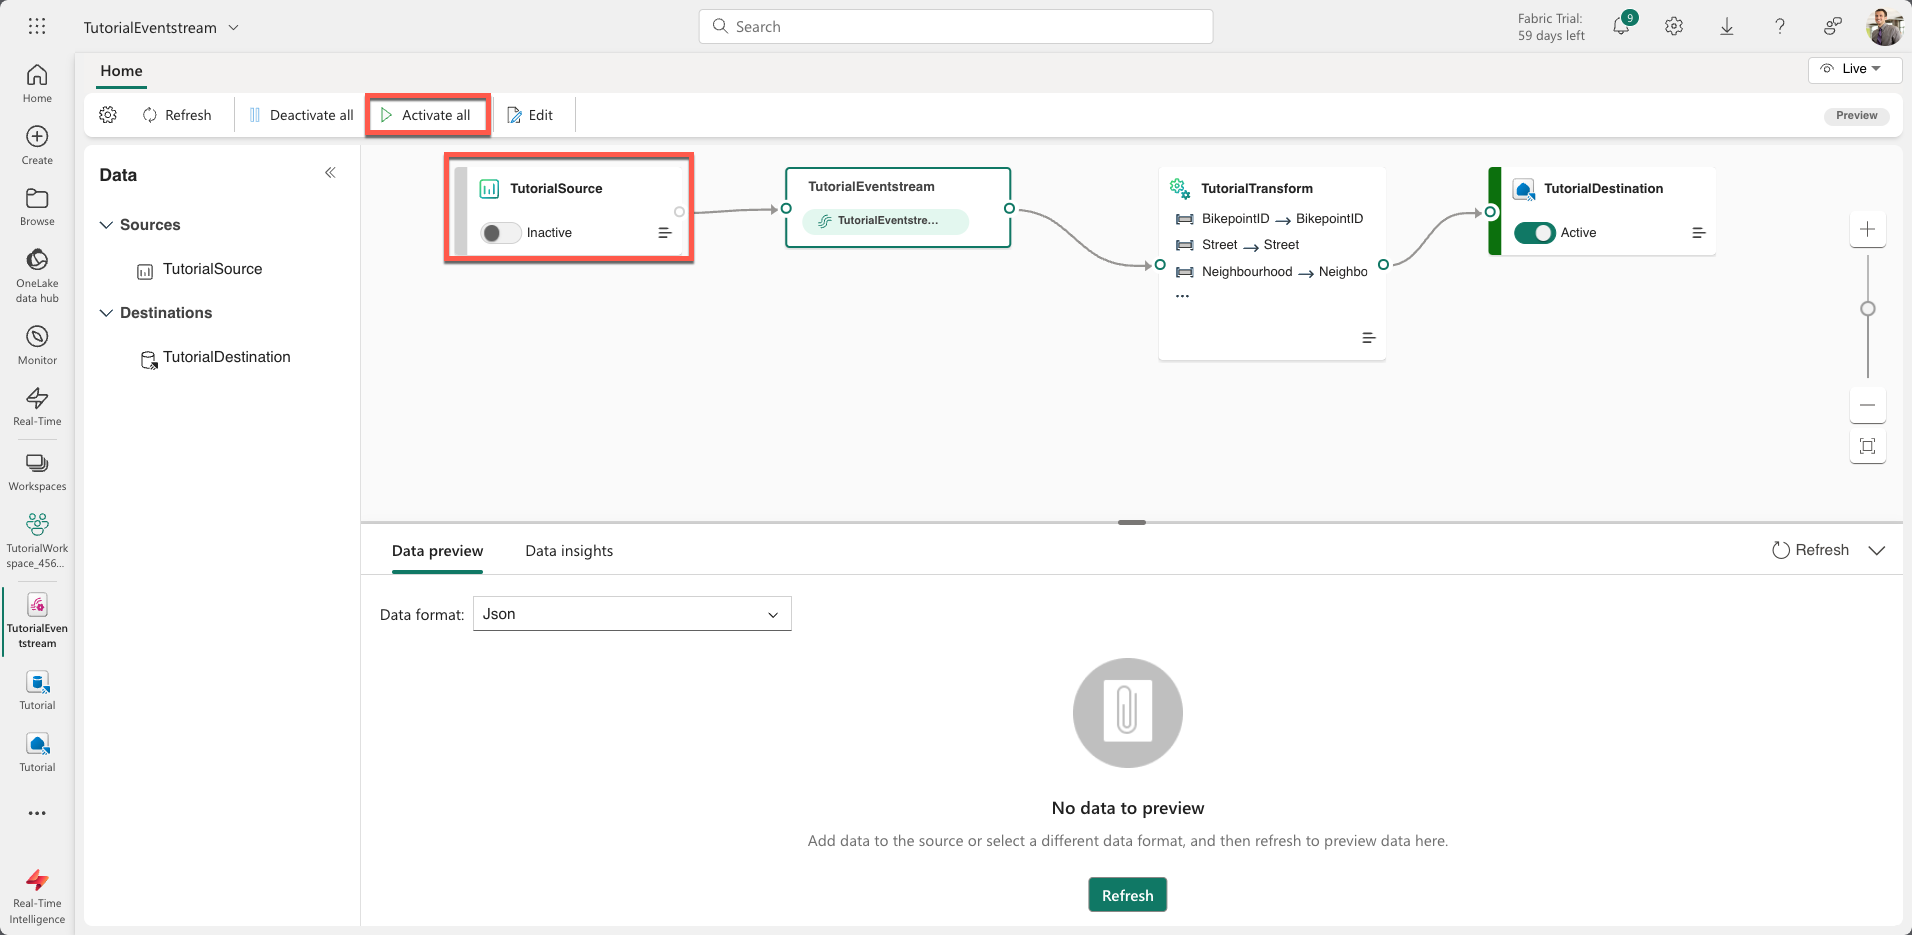 TutorialEventstream
Search
Fabric Trial:
59 days left
9
Home
Live
Refresh
Deactivate all
Activate all
Edit
Preview
Home
Create
Browse
OneLake
data hub
Monitor
Real-Time
Workspaces
TutorialWork
space_456...
TutorialEven
tstream
Tutorial
Tutorial
Real-Time
Intelligence
Data
Sources
TutorialSource
Destinations
TutorialDestination
TutorialSource
Inactive
TutorialEventstream
TutorialEventstre...
TutorialTransform
BikepointID → BikepointID
Street → Street
Neighbourhood → Neighbo
...
TutorialDestination
Active
Data preview
Data insights
Refresh
Data format:
Json
No data to preview
Add data to the source or select a different data format, and then refresh to preview data here.
Refresh